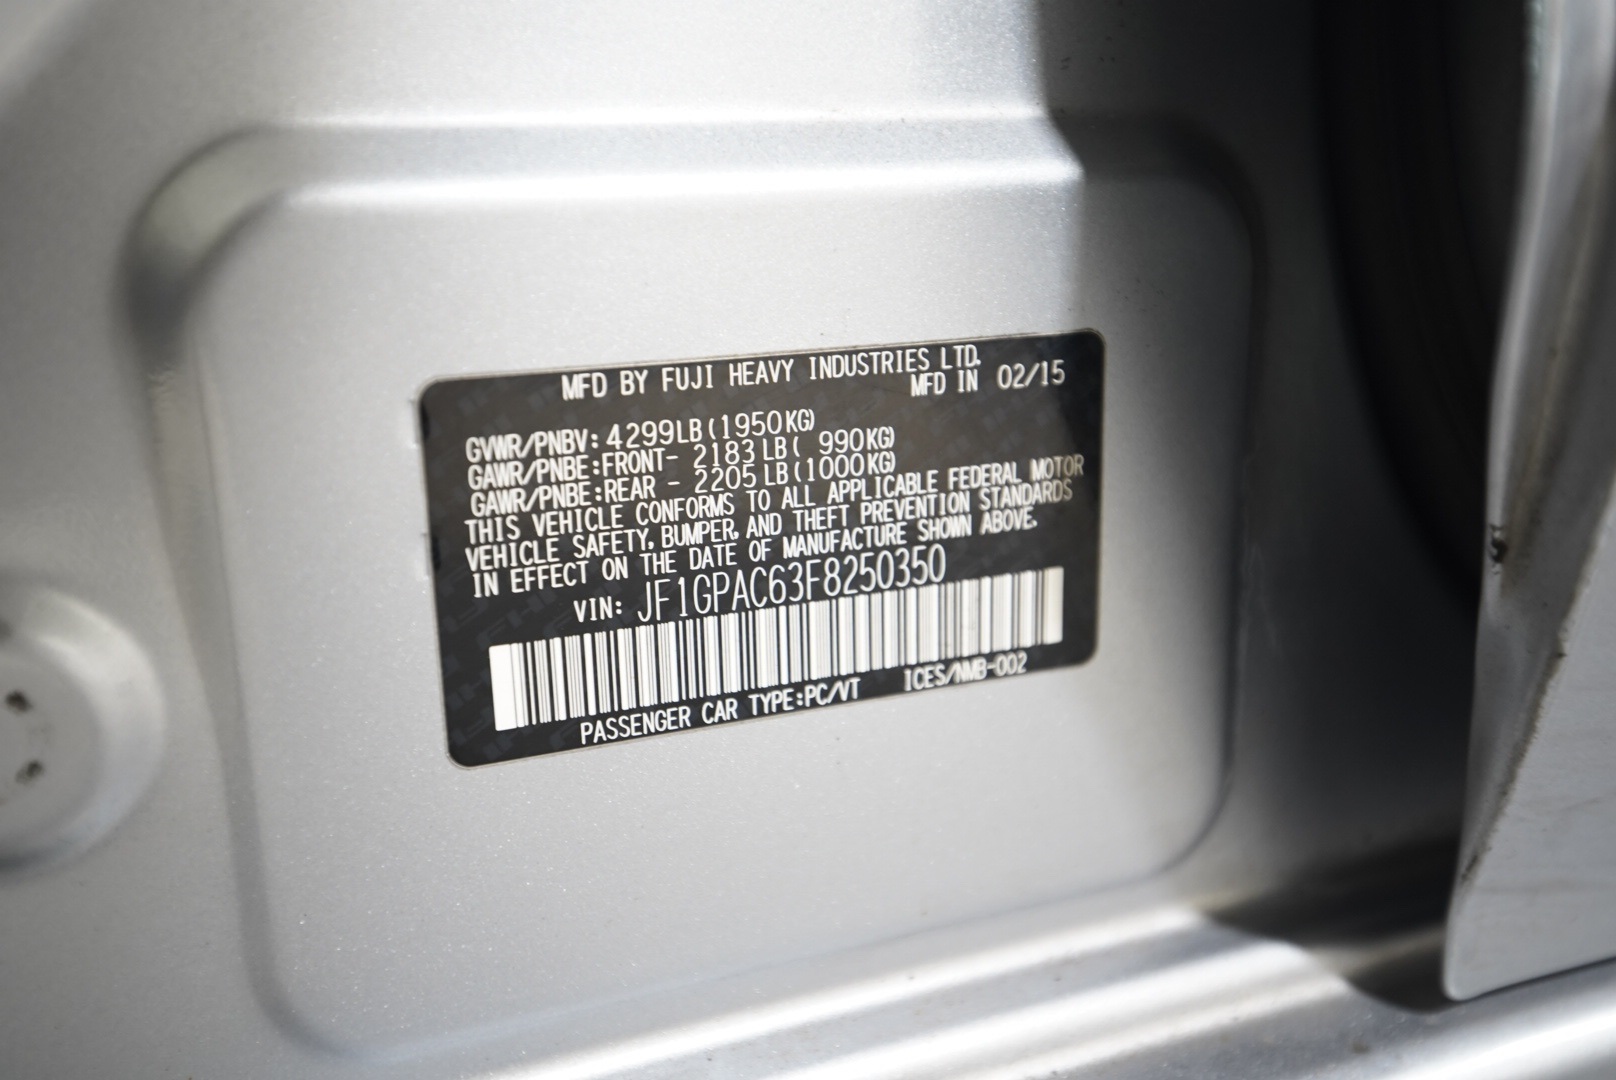 MFD BY FUJI HEAVY INDUSTRIES LTD.
MFD IN 02/15
GVWR/PNBV: 4299LB(1950KG)
GAWR/PNBE:FRONT- 2183LB( 990KG)
GAWR/PNBE:REAR - 2205LB(1000KG)
THIS VEHICLE CONFORMS TO ALL APPLICABLE FEDERAL MOTOR
VEHICLE SAFETY, BUMPER, AND THEFT PREVENTION STANDARDS
IN EFFECT ON THE DATE OF MANUFACTURE SHOWN ABOVE.
VIN: JF1GPAC63F8250350
PASSENGER CAR TYPE:PC/VT ICES/NMB-002